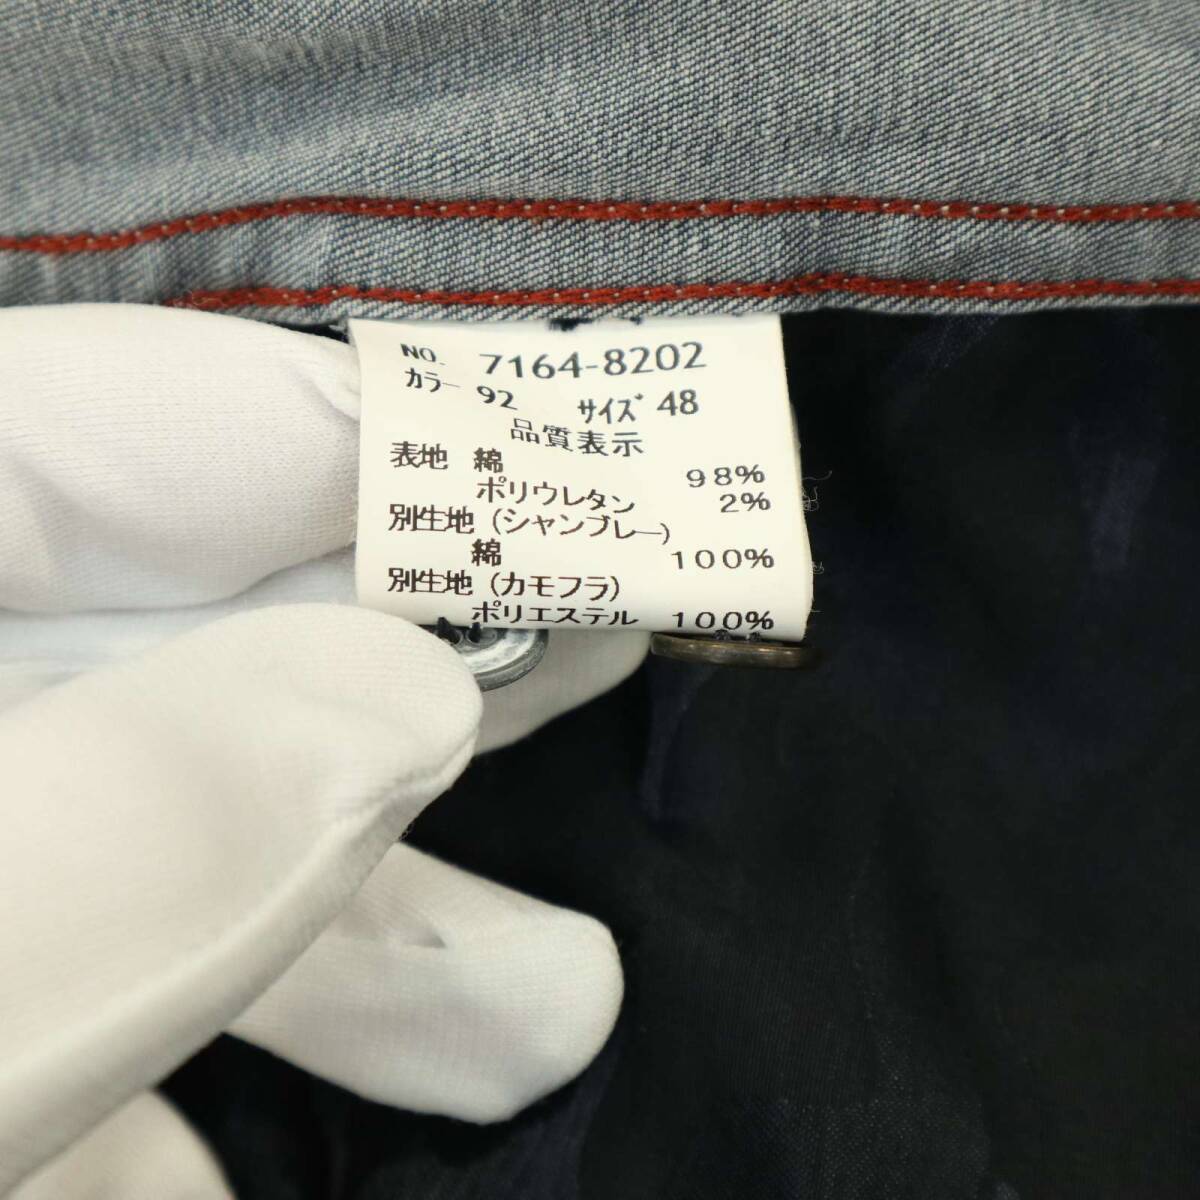 NO. 7164-8202
カラー 92 サイズ 48
品質表示
表地 綿 98%
ポリウレタン 2%
別生地(シャンブレー)
綿 100%
別生地(カモフラ)
ポリエステル 100%